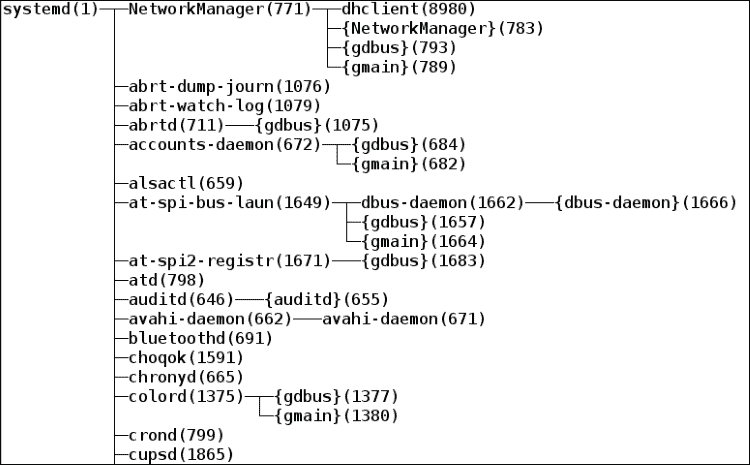 systemd(1)─┬─NetworkManager(771)─┬─dhclient(8980)
├─{NetworkManager}(783)
├─{gdbus}(793)
└─{gmain}(789)
├─abrt-dump-journ(1076)
├─abrt-watch-log(1079)
├─abrtd(711)───{gdbus}(1075)
├─accounts-daemon(672)─┬─{gdbus}(684)
└─{gmain}(682)
├─alsactl(659)
├─at-spi-bus-laun(1649)─┬─dbus-daemon(1662)───{dbus-daemon}(1666)
├─{gdbus}(1657)
└─{gmain}(1664)
├─at-spi2-registr(1671)───{gdbus}(1683)
├─atd(798)
├─auditd(646)───{auditd}(655)
├─avahi-daemon(662)───avahi-daemon(671)
├─bluetoothd(691)
├─choqok(1591)
├─chronyd(665)
├─colord(1375)─┬─{gdbus}(1377)
└─{gmain}(1380)
├─crond(799)
├─cupsd(1865)